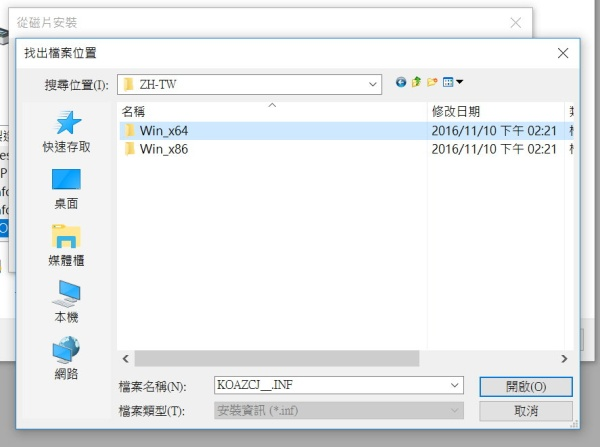 從磁片安裝
找出檔案位置
搜尋位置(I):
ZH-TW
名稱
修改日期
Win_x64
2016/11/10 下午 02:21
Win_x86
2016/11/10 下午 02:21
快速存取
桌面
媒體櫃
本機
網路
檔案名稱(N):
KOAZCJ__.INF
開啟(O)
檔案類型(T):
安裝資訊 (*.inf)
取消